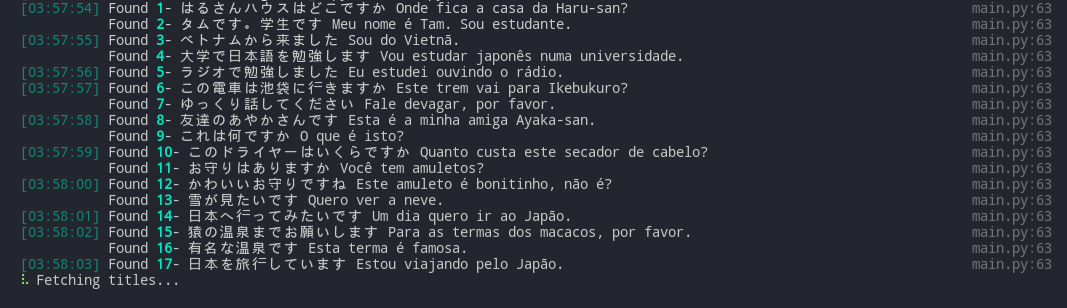 [03:57:54] Found 1- はるさんハウスはどこですか Onde fica a casa da Haru-san? main.py:63
Found 2- タムです。学生です Meu nome é Tam. Sou estudante. main.py:63
[03:57:55] Found 3- ベトナムから来ました Sou do Vietnã. main.py:63
Found 4- 大学で日本語を勉強します Vou estudar japonês numa universidade. main.py:63
[03:57:56] Found 5- ラジオで勉強しました Eu estudei ouvindo o rádio. main.py:63
[03:57:57] Found 6- この電車は池袋に行きますか Este trem vai para Ikebukuro? main.py:63
Found 7- ゆっくり話してください Fale devagar, por favor. main.py:63
[03:57:58] Found 8- 友達のあやかさんです Esta é a minha amiga Ayaka-san. main.py:63
Found 9- これは何ですか O que é isto? main.py:63
[03:57:59] Found 10- このドライヤーはいくらですか Quanto custa este secador de cabelo? main.py:63
Found 11- お守りはありますか Você tem amuletos? main.py:63
[03:58:00] Found 12- かわいいお守りですね Este amuleto é bonitinho, não é? main.py:63
Found 13- 雪が見たいです Quero ver a neve. main.py:63
[03:58:01] Found 14- 日本へ行ってみたいです Um dia quero ir ao Japão. main.py:63
[03:58:02] Found 15- 猿の温泉までお願いします Para as termas dos macacos, por favor. main.py:63
Found 16- 有名な温泉です Esta terma é famosa. main.py:63
[03:58:03] Found 17- 日本を旅行しています Estou viajando pelo Japão. main.py:63
Fetching titles...